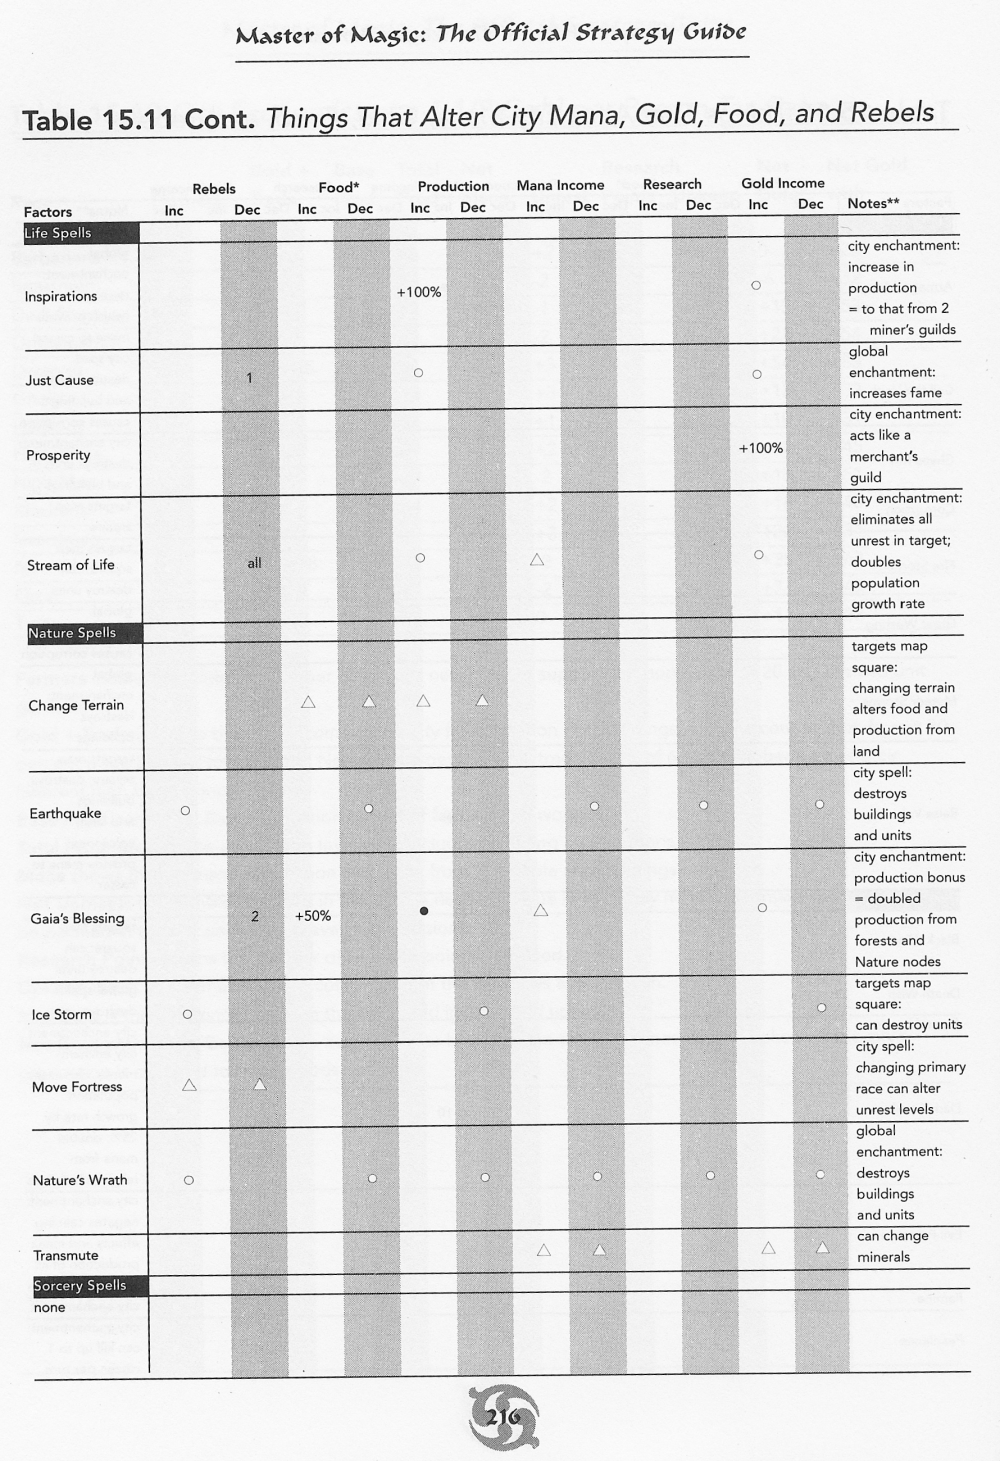 Master of Magic: The Official Strategy Guide
Table 15.11 Cont. Things That Alter City Mana, Gold, Food, and Rebels
Rebels Food* Production Mana Income Research Gold Income
Factors Inc Dec Inc Dec Inc Dec Inc Dec Inc Dec Inc Dec Notes**
Life Spells
Inspirations +100% ○ city enchantment:
increase in
production
= to that from 2
miner's guilds
Just Cause 1 ○ ○ global
enchantment:
increases fame
Prosperity +100% city enchantment:
acts like a
merchant's
guild
Stream of Life all ○ △ ○ city enchantment:
eliminates all
unrest in target;
doubles
population
growth rate
Nature Spells
Change Terrain △ △ △ △ targets map
square:
changing terrain
alters food and
production from
land
Earthquake ○ ○ ○ ○ ○ city spell:
destroys
buildings
and units
Gaia's Blessing 2 +50% ● △ ○ city enchantment:
production bonus
= doubled
production from
forests and
Nature nodes
Ice Storm ○ ○ ○ targets map
square:
can destroy units
Move Fortress △ △ city spell:
changing primary
race can alter
unrest levels
Nature's Wrath ○ ○ ○ ○ ○ ○ global
enchantment:
destroys
buildings
and units
Transmute △ △ △ △ can change
minerals
Sorcery Spells
none
216